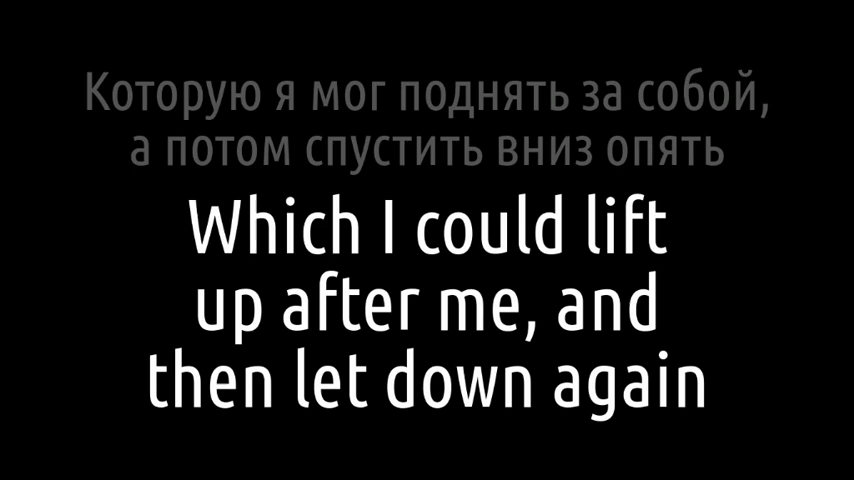 Которую я мог поднять за собой,
а потом спустить вниз опять
Which I could lift
up after me, and
then let down again